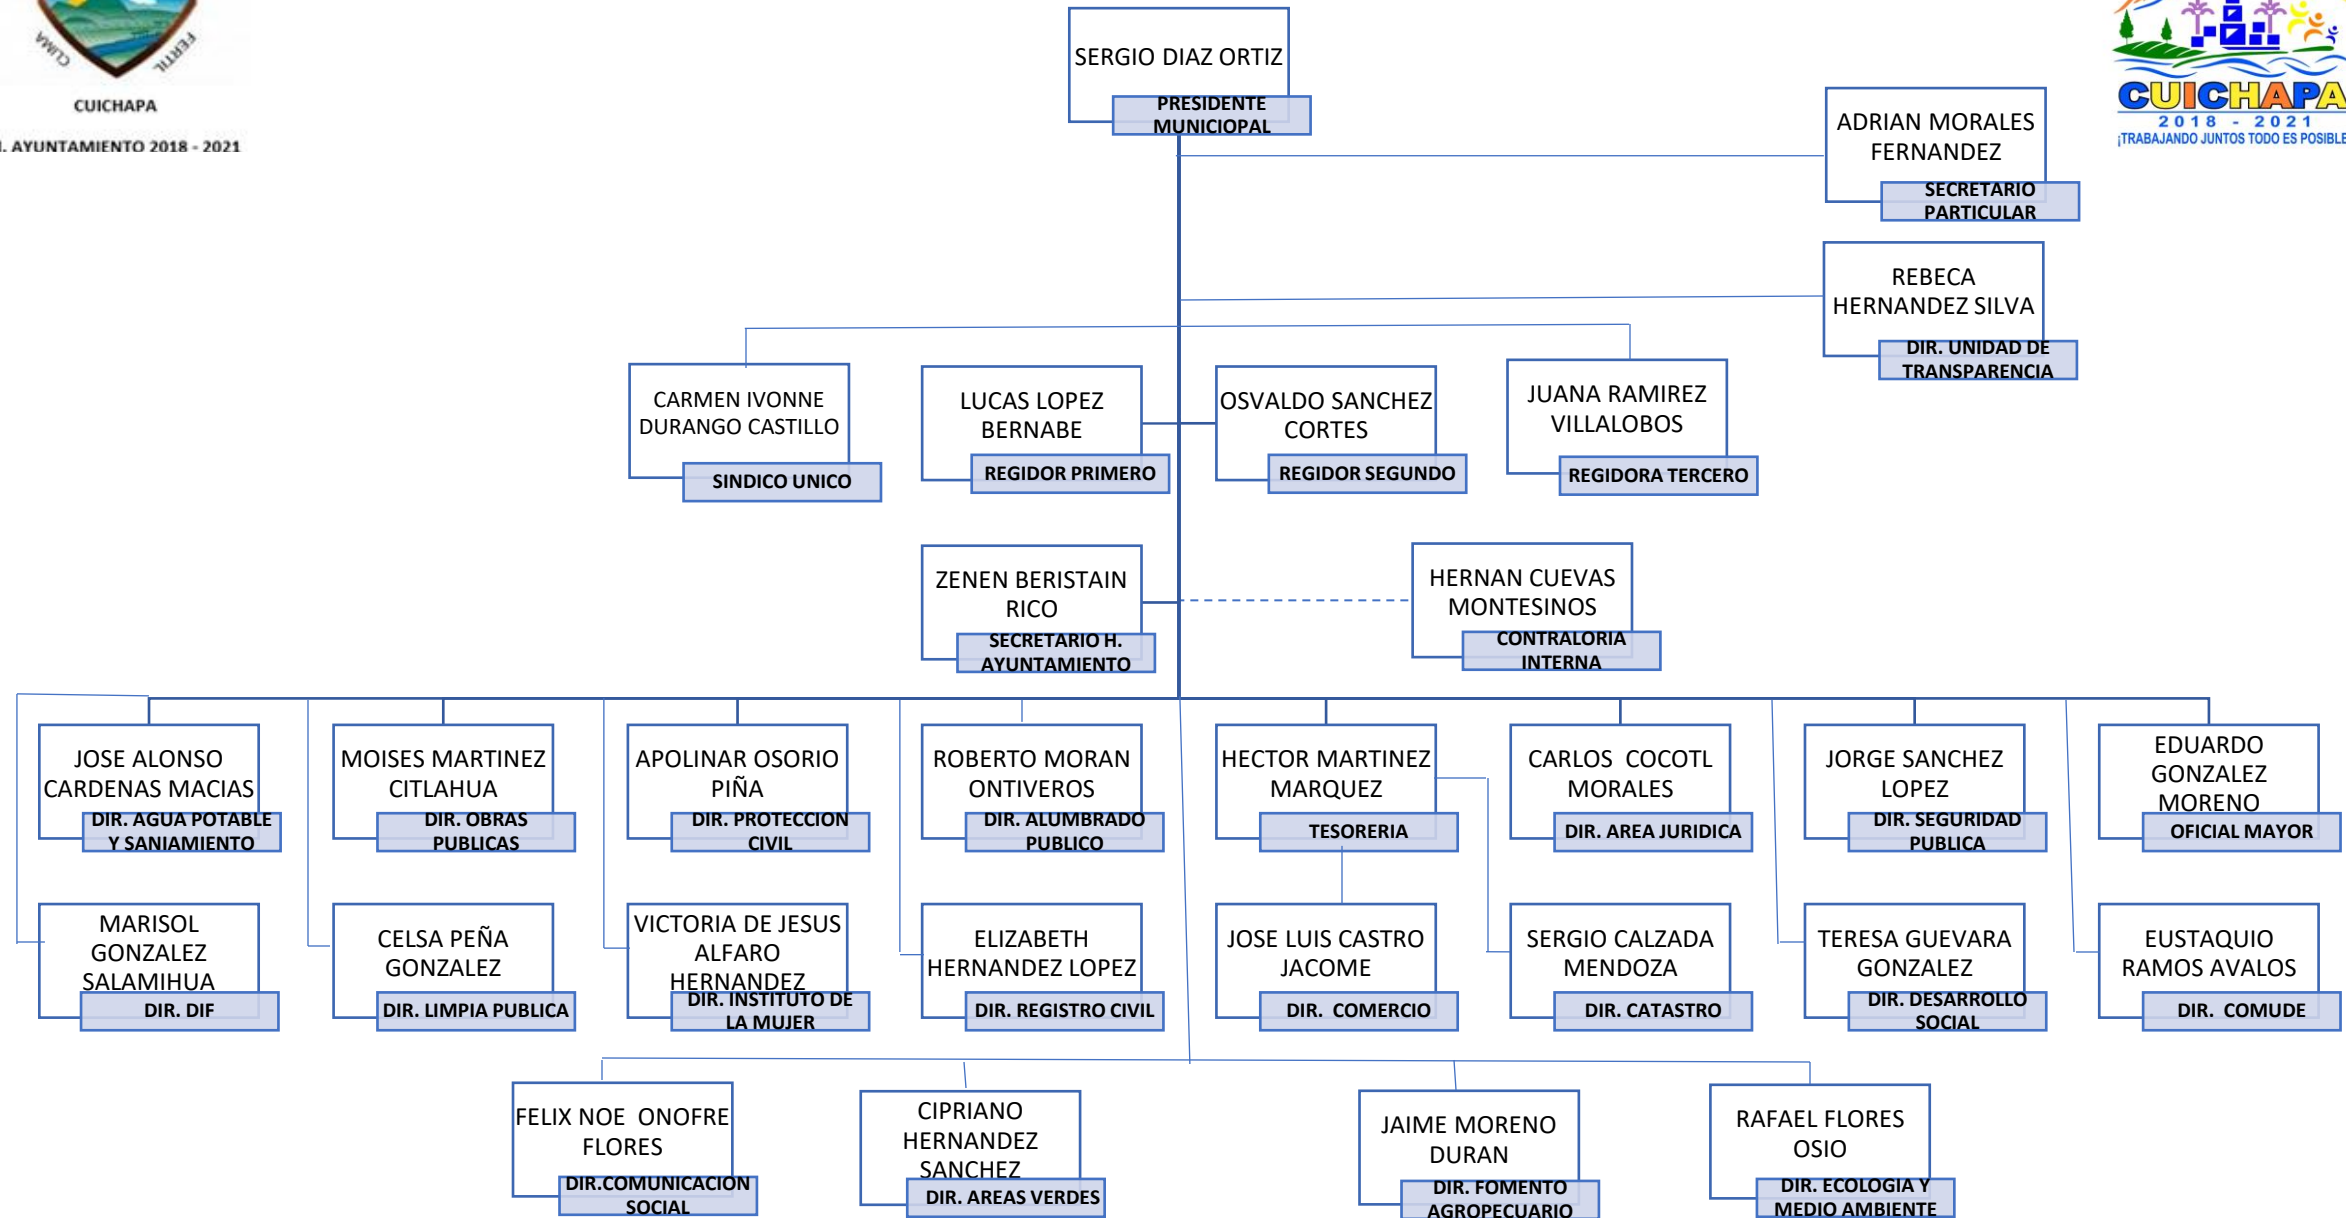 CLIMA
FERTIL
CUICHAPA
. AYUNTAMIENTO 2018 - 2021
CUICHAPA
2018 - 2021
¡TRABAJANDO JUNTOS TODO ES POSIBLE
SERGIO DIAZ ORTIZ
PRESIDENTE
MUNICIOPAL
ADRIAN MORALES
FERNANDEZ
SECRETARIO
PARTICULAR
REBECA
HERNANDEZ SILVA
DIR. UNIDAD DE
TRANSPARENCIA
CARMEN IVONNE
DURANGO CASTILLO
SINDICO UNICO
LUCAS LOPEZ
BERNABE
REGIDOR PRIMERO
OSVALDO SANCHEZ
CORTES
REGIDOR SEGUNDO
JUANA RAMIREZ
VILLALOBOS
REGIDORA TERCERO
ZENEN BERISTAIN
RICO
SECRETARIO H.
AYUNTAMIENTO
HERNAN CUEVAS
MONTESINOS
CONTRALORIA
INTERNA
JOSE ALONSO
CARDENAS MACIAS
DIR. AGUA POTABLE
Y SANIAMIENTO
MOISES MARTINEZ
CITLAHUA
DIR. OBRAS
PUBLICAS
APOLINAR OSORIO
PIÑA
DIR. PROTECCION
CIVIL
ROBERTO MORAN
ONTIVEROS
DIR. ALUMBRADO
PUBLICO
HECTOR MARTINEZ
MARQUEZ
TESORERIA
CARLOS  COCOTL
MORALES
DIR. AREA JURIDICA
JORGE SANCHEZ
LOPEZ
DIR. SEGURIDAD
PUBLICA
EDUARDO
GONZALEZ
MORENO
OFICIAL MAYOR
MARISOL
GONZALEZ
SALAMIHUA
DIR. DIF
CELSA PEÑA
GONZALEZ
DIR. LIMPIA PUBLICA
VICTORIA DE JESUS
ALFARO
HERNANDEZ
DIR. INSTITUTO DE
LA MUJER
ELIZABETH
HERNANDEZ LOPEZ
DIR. REGISTRO CIVIL
JOSE LUIS CASTRO
JACOME
DIR.  COMERCIO
SERGIO CALZADA
MENDOZA
DIR. CATASTRO
TERESA GUEVARA
GONZALEZ
DIR. DESARROLLO
SOCIAL
EUSTAQUIO
RAMOS AVALOS
DIR.  COMUDE
FELIX NOE  ONOFRE
FLORES
DIR.COMUNICACION
SOCIAL
CIPRIANO
HERNANDEZ
SANCHEZ
DIR. AREAS VERDES
JAIME MORENO
DURAN
DIR. FOMENTO
AGROPECUARIO
RAFAEL FLORES
OSIO
DIR. ECOLOGIA Y
MEDIO AMBIENTE